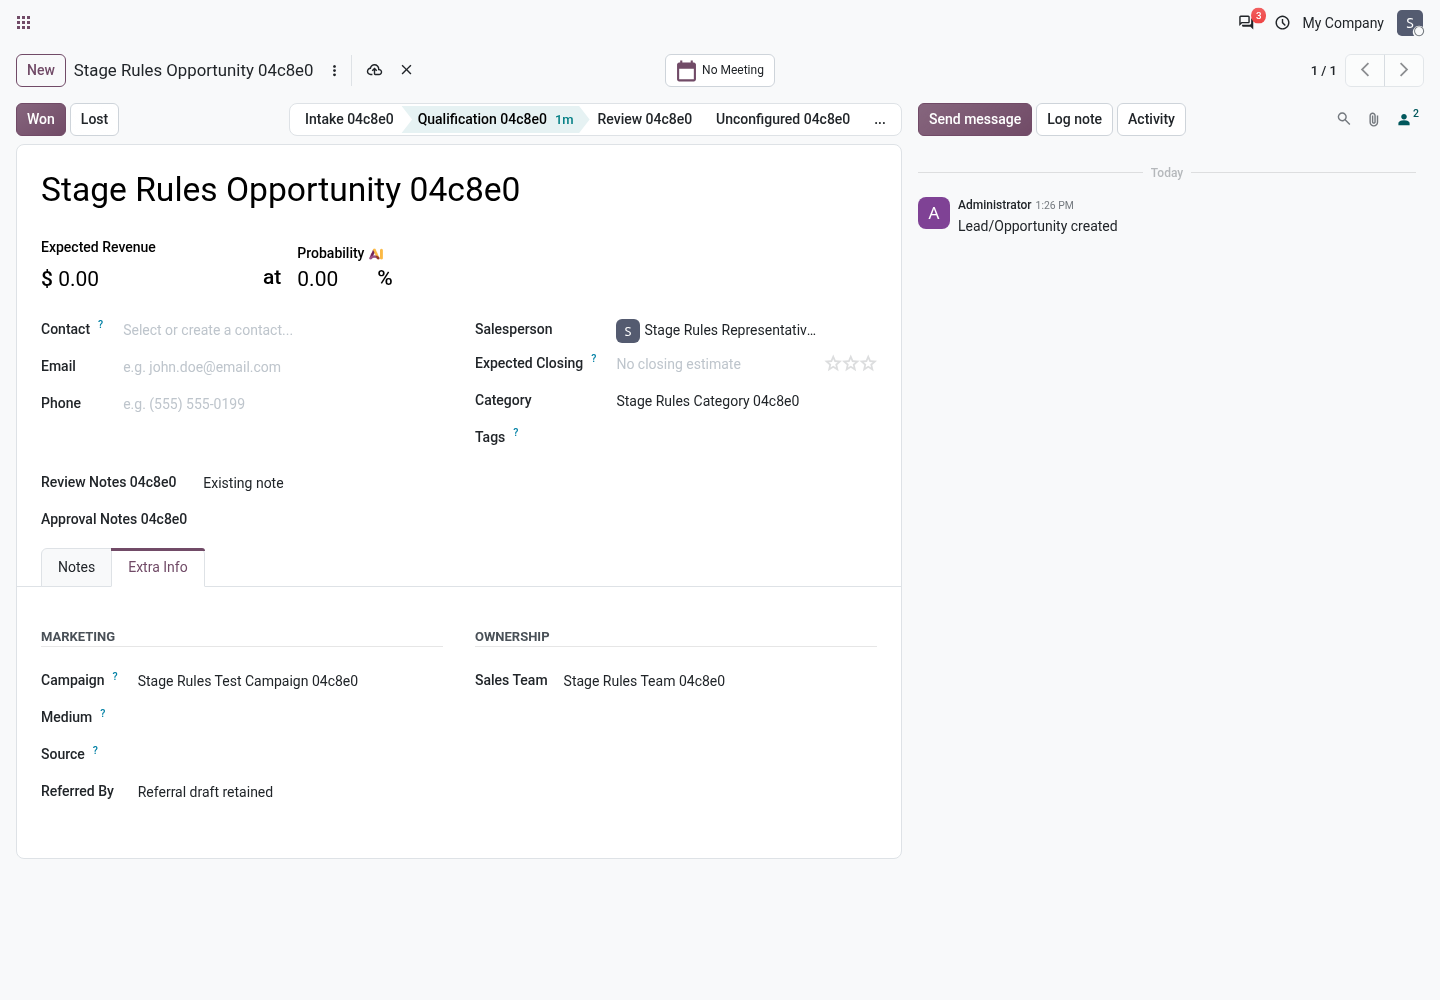 3
My Company
S
New
Stage Rules Opportunity 04c8e0
No Meeting
1 / 1
Won
Lost
Intake 04c8e0
Qualification 04c8e0 1m
Review 04c8e0
Unconfigured 04c8e0
...
Send message
Log note
Activity
2
Stage Rules Opportunity 04c8e0
Expected Revenue
Probability AI
$ 0.00
at
0.00
%
Contact ?
Select or create a contact...
Email
e.g. john.doe@email.com
Phone
e.g. (555) 555-0199
Salesperson
S
Stage Rules Representativ...
Expected Closing ?
No closing estimate
Category
Stage Rules Category 04c8e0
Tags ?
Review Notes 04c8e0
Existing note
Approval Notes 04c8e0
Notes
Extra Info
MARKETING
Campaign ?
Stage Rules Test Campaign 04c8e0
Medium ?
Source ?
Referred By
Referral draft retained
OWNERSHIP
Sales Team
Stage Rules Team 04c8e0
Today
A
Administrator 1:26 PM
Lead/Opportunity created